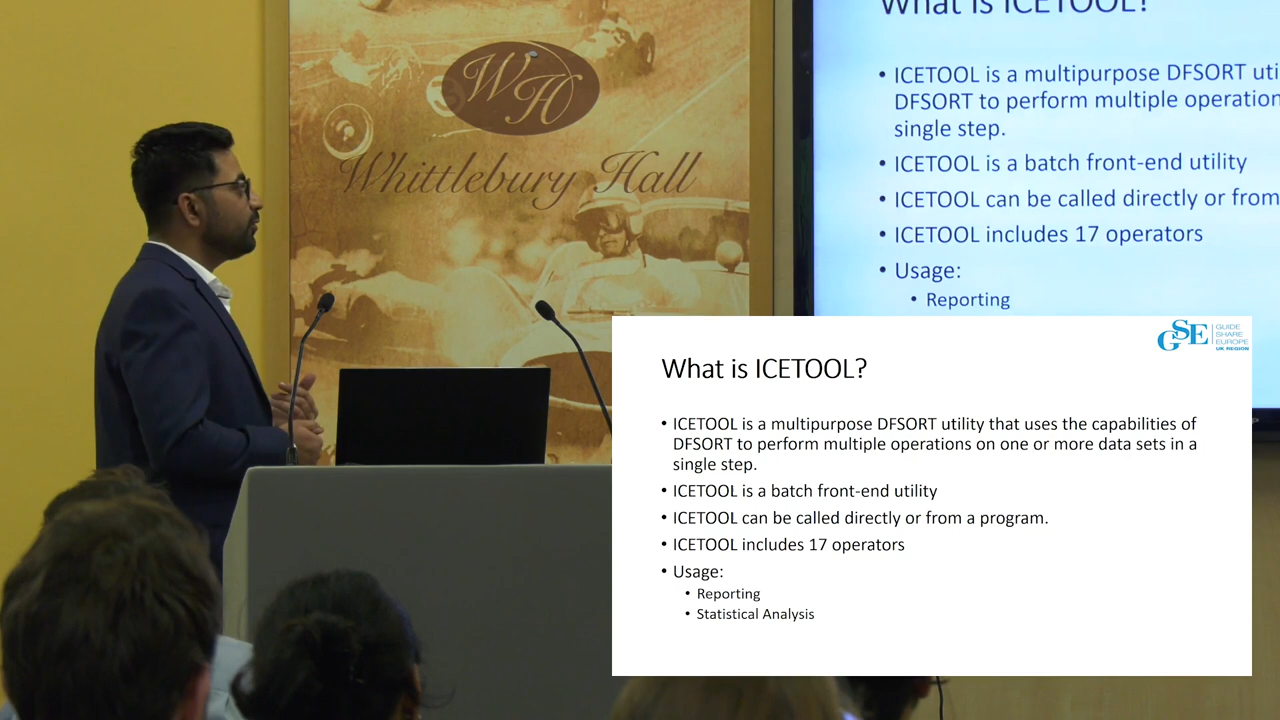 WH
Whittlebury Hall
What is ICETOOL?
• ICETOOL is a multipurpose DFSORT uti
DFSORT to perform multiple operation
single step.
• ICETOOL is a batch front-end utility
• ICETOOL can be called directly or from
• ICETOOL includes 17 operators
• Usage:
• Reporting
GSE
GUIDE
SHARE
EUROPE
UK REGION
What is ICETOOL?
• ICETOOL is a multipurpose DFSORT utility that uses the capabilities of
DFSORT to perform multiple operations on one or more data sets in a
single step.
• ICETOOL is a batch front-end utility
• ICETOOL can be called directly or from a program.
• ICETOOL includes 17 operators
• Usage:
• Reporting
• Statistical Analysis